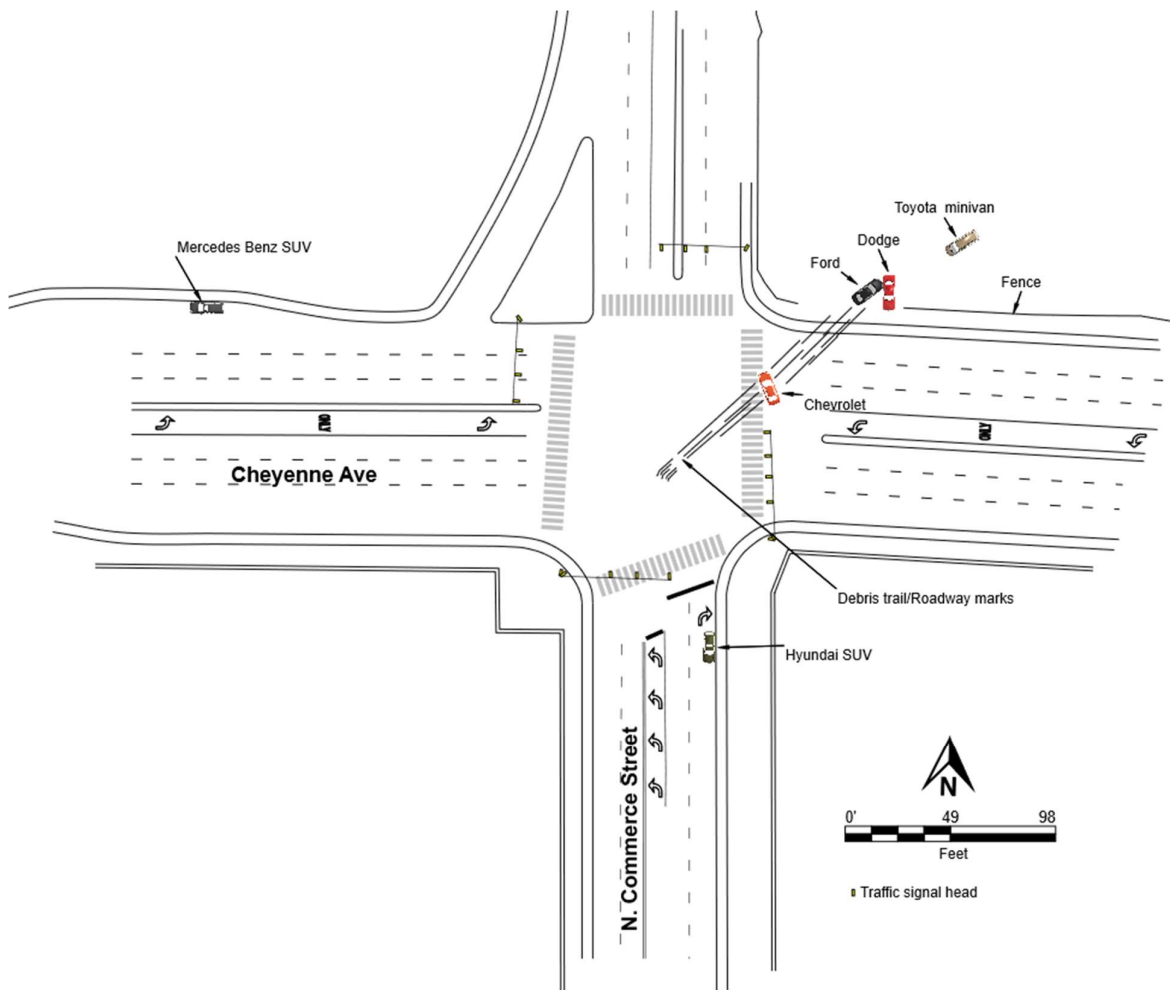 Toyota minivan
Dodge
Mercedes Benz SUV
Ford
Fence
Chevrolet
ONLY
ONLY
Cheyenne Ave
Debris trail/Roadway marks
Hyundai SUV
N. Commerce Street
N
0' 49 98
Feet
Traffic signal head